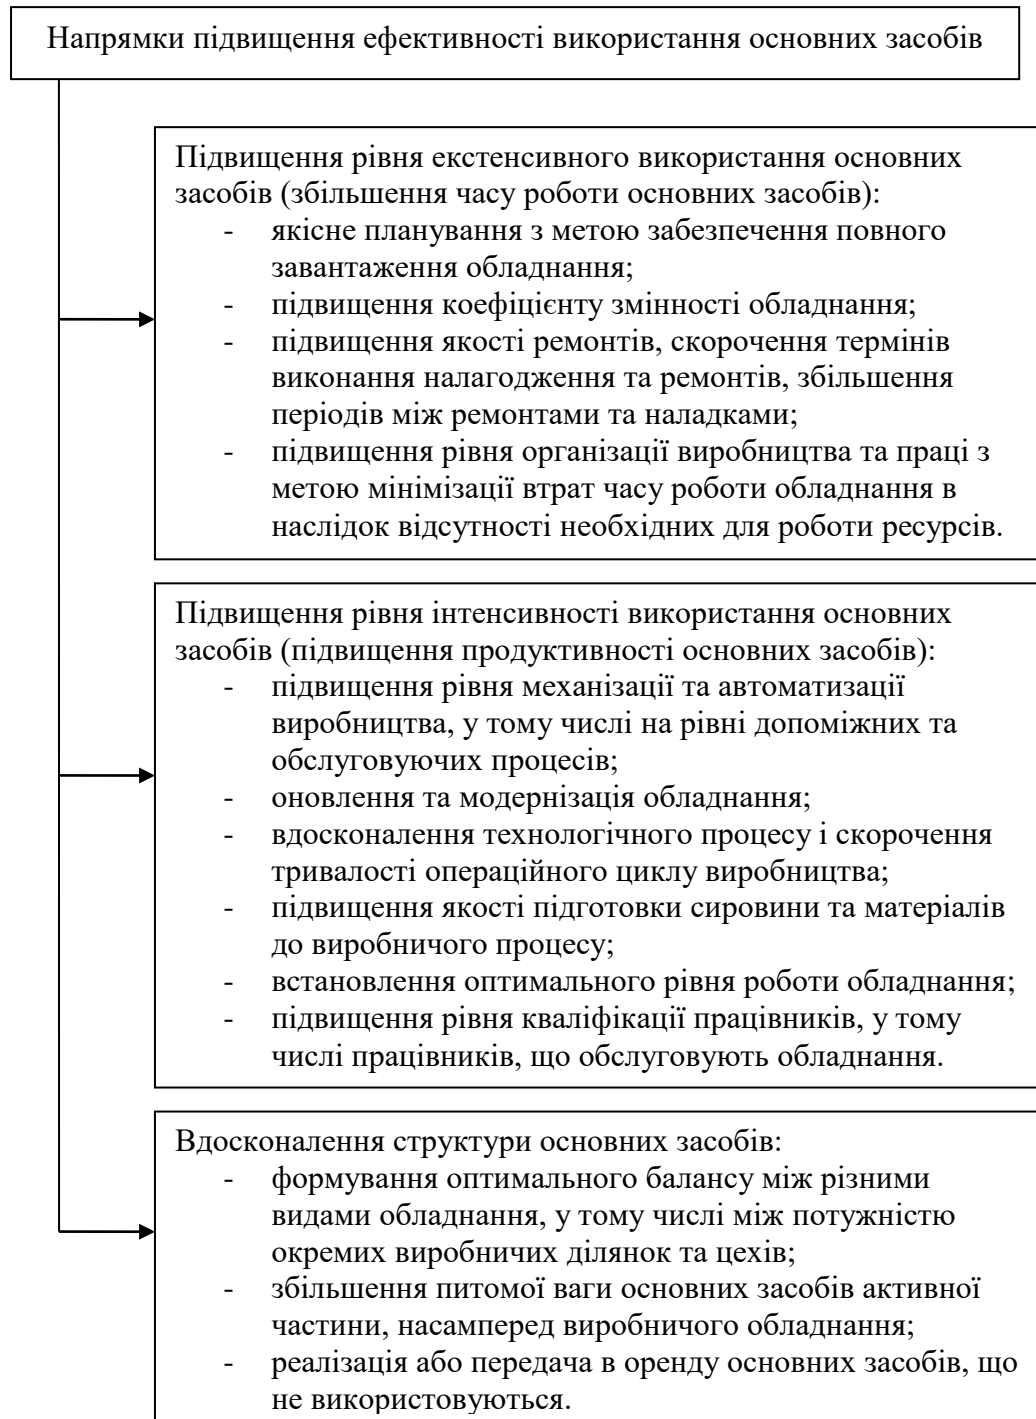 Напрямки підвищення ефективності використання основних засобів
Підвищення рівня екстенсивного використання основних
засобів (збільшення часу роботи основних засобів):
- якісне планування з метою забезпечення повного
завантаження обладнання;
- підвищення коефіцієнту змінності обладнання;
- підвищення якості ремонтів, скорочення термінів
виконання налагодження та ремонтів, збільшення
періодів між ремонтами та наладками;
- підвищення рівня організації виробництва та праці з
метою мінімізації втрат часу роботи обладнання в
наслідок відсутності необхідних для роботи ресурсів.
Підвищення рівня інтенсивності використання основних
засобів (підвищення продуктивності основних засобів):
- підвищення рівня механізації та автоматизації
виробництва, у тому числі на рівні допоміжних та
обслуговуючих процесів;
- оновлення та модернізація обладнання;
- вдосконалення технологічного процесу і скорочення
тривалості операційного циклу виробництва;
- підвищення якості підготовки сировини та матеріалів
до виробничого процесу;
- встановлення оптимального рівня роботи обладнання;
- підвищення рівня кваліфікації працівників, у тому
числі працівників, що обслуговують обладнання.
Вдосконалення структури основних засобів:
- формування оптимального балансу між різними
видами обладнання, у тому числі між потужністю
окремих виробничих ділянок та цехів;
- збільшення питомої ваги основних засобів активної
частини, насамперед виробничого обладнання;
- реалізація або передача в оренду основних засобів, що
не використовуються.